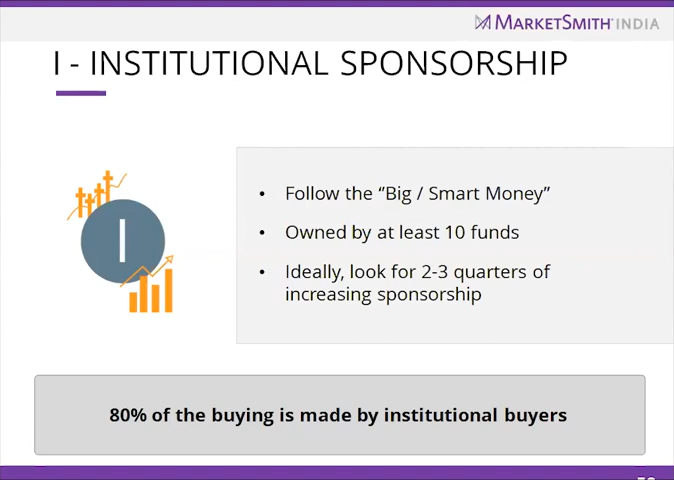 MARKETSMITH INDIA
I - INSTITUTIONAL SPONSORSHIP
I
• Follow the “Big / Smart Money”
• Owned by at least 10 funds
• Ideally, look for 2-3 quarters of
increasing sponsorship
80% of the buying is made by institutional buyers